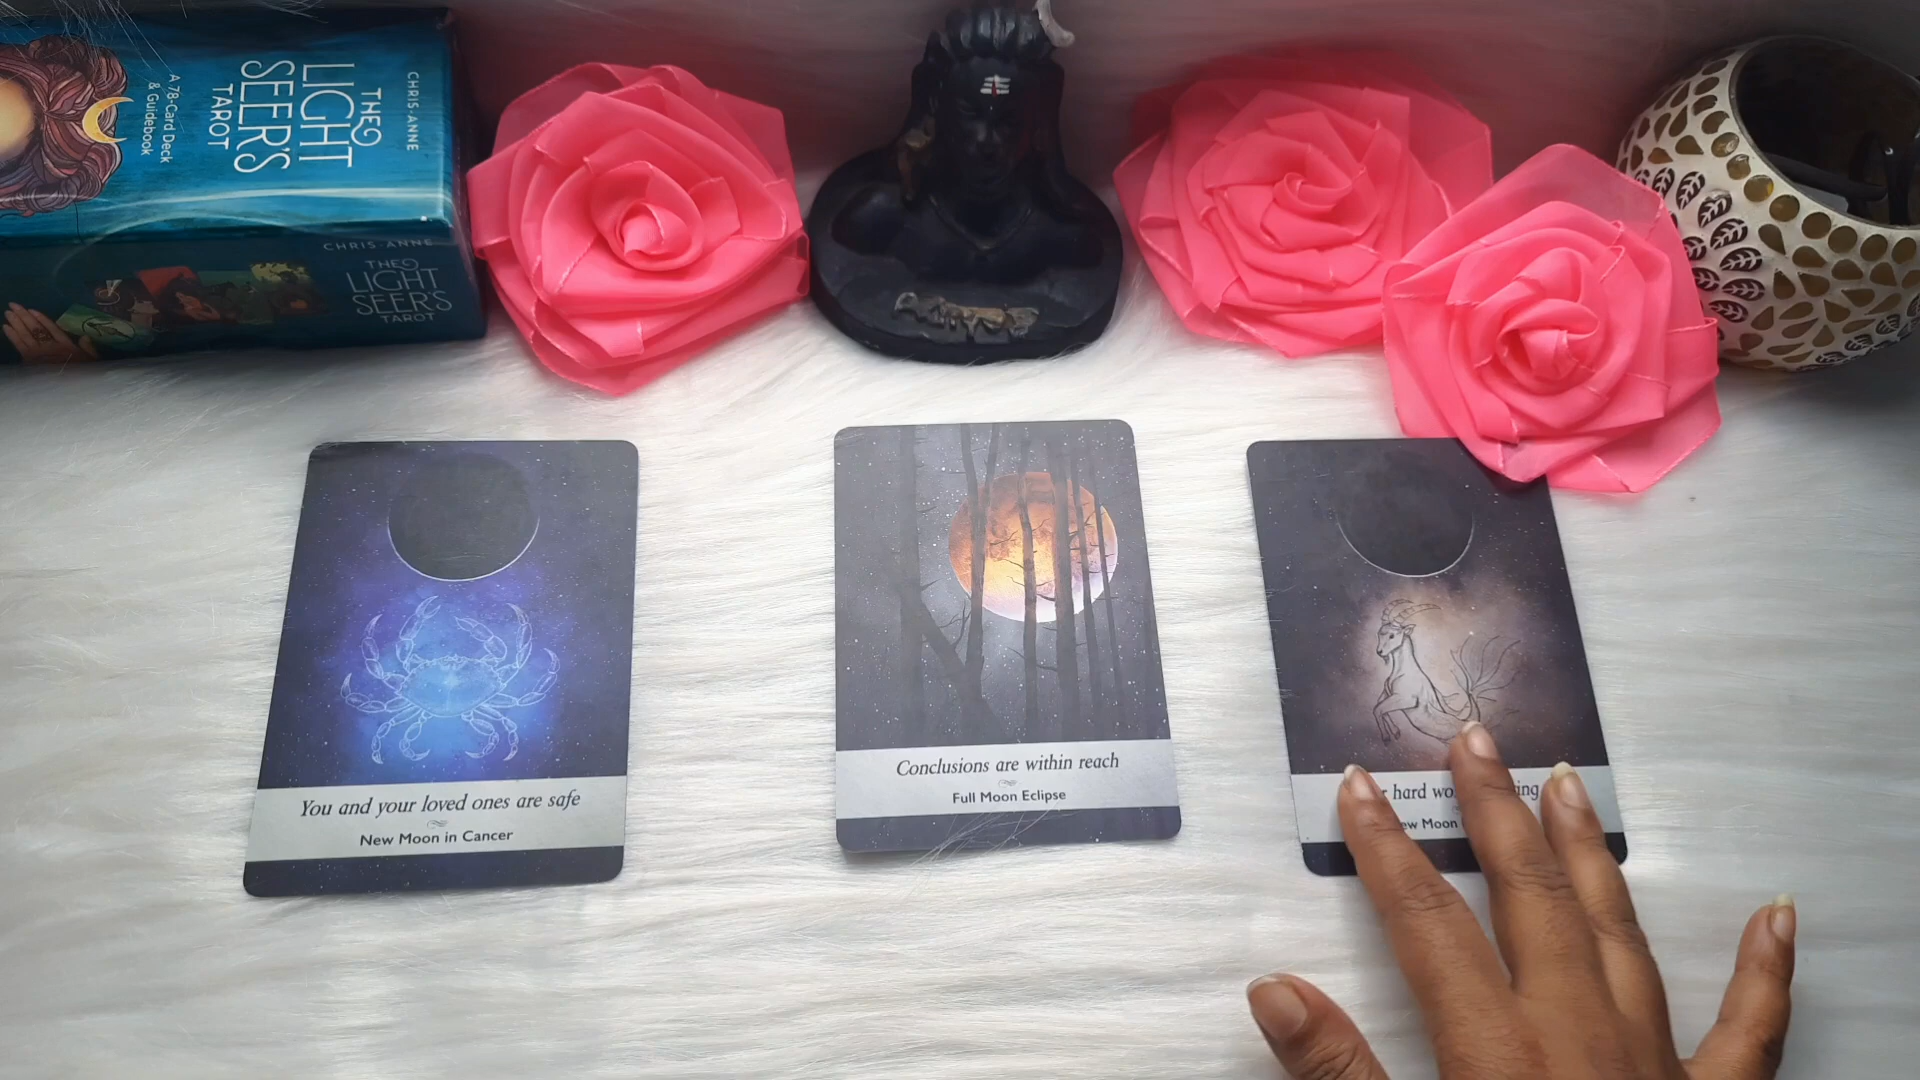 CHRIS-ANNE
THE
LIGHT
SEER'S
TAROT
A 78-Card Deck
& Guidebook
CHRIS-ANNE
THE
LIGHT
SEER'S
TAROT
You and your loved ones are safe
New Moon in Cancer
Conclusions are within reach
Full Moon Eclipse
hard
Moon